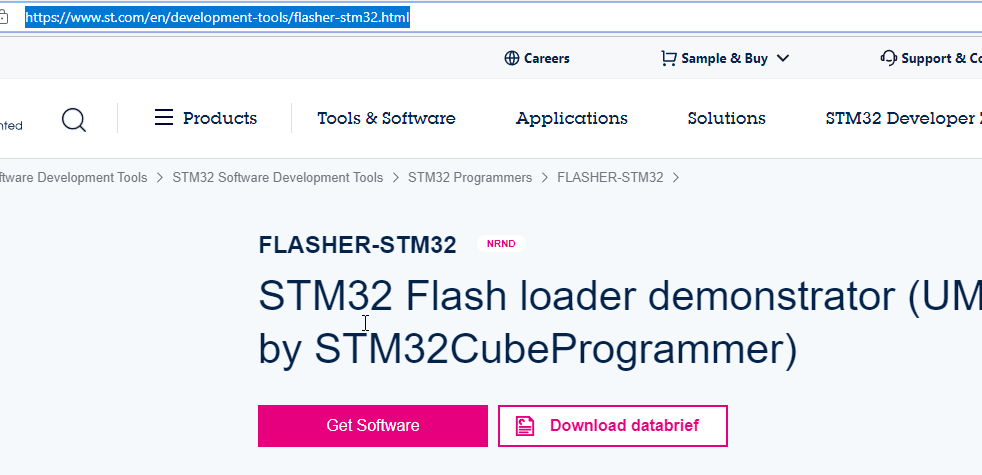 https://www.st.com/en/development-tools/flasher-stm32.html
Careers Sample & Buy Support & Co
nted Products Tools & Software Applications Solutions STM32 Developer
ftware Development Tools > STM32 Software Development Tools > STM32 Programmers > FLASHER-STM32 >
FLASHER-STM32 NRND
STM32 Flash loader demonstrator (UM
by STM32CubeProgrammer)
Get Software Download databrief